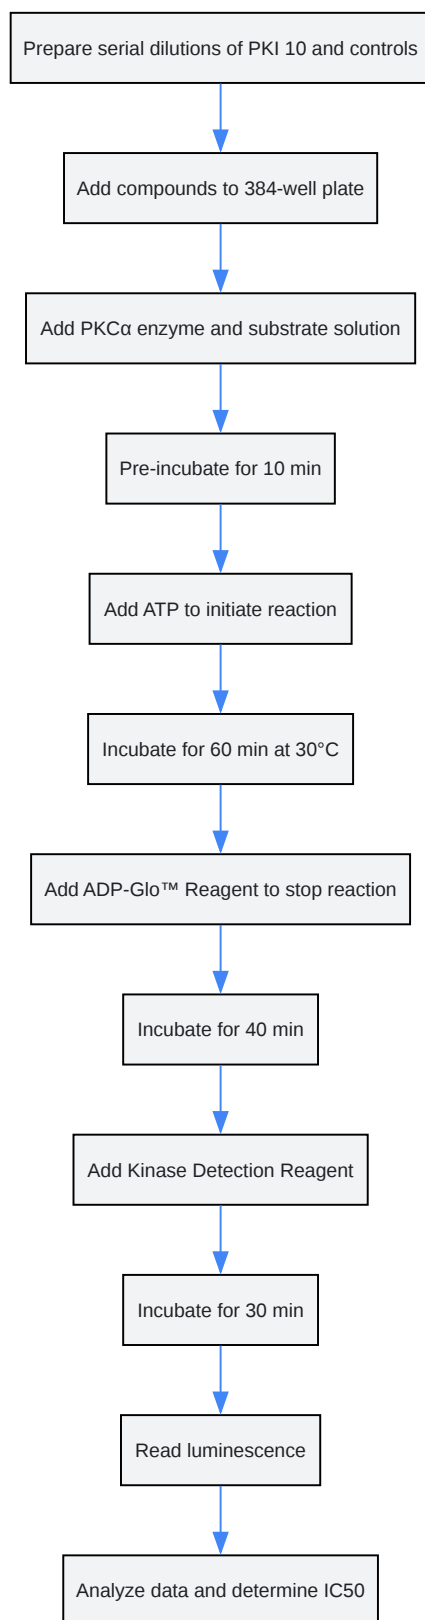 Prepare serial dilutions of PKI 10 and controls
Add compounds to 384-well plate
Add PKCα enzyme and substrate solution
Pre-incubate for 10 min
Add ATP to initiate reaction
Incubate for 60 min at 30°C
Add ADP-Glo™ Reagent to stop reaction
Incubate for 40 min
Add Kinase Detection Reagent
Incubate for 30 min
Read luminescence
Analyze data and determine IC50